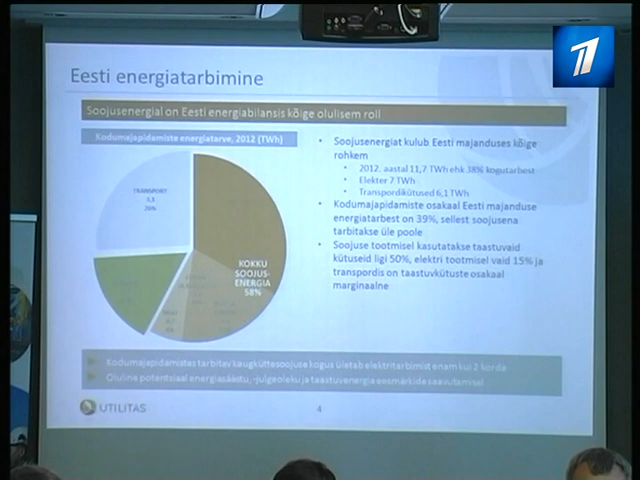 1
Eesti energiatarbimine
Soojusenergial on Eesti energiabilansis kõige olulisem roll
Kodumajapidamiste energiatarve, 2012 (TWh)
TRANSPORT
26%
KOKKU
SOOJUS-
ENERGIA
58%
• Soojusenergiat kulub Eesti majanduses kõige
rohkem
• 2012. aastal 11,7 TWh ehk 38% kogutarbest
• Elekter 7 TWh
• Transpordikütused 6,1 TWh
• Kodumajapidamiste osakaal Eesti majanduse
energiatarbest on 39%, sellest soojusena
tarbitakse üle poole
• Soojuse tootmisel kasutatakse taastuvaid
kütuseid ligi 50%, elektri tootmisel vaid 15% ja
transpordis on taastuvkütuste osakaal
marginaalne
Kodumajapidamistes tarbitev kaugküttesoojuse kogus ületab elektritarbimist enam kui 2 korda
Oluline potentsiaal energiasäästu, -julgeoleku ja taastuvenergia eesmärkide saavutamisel
UTILITAS
4